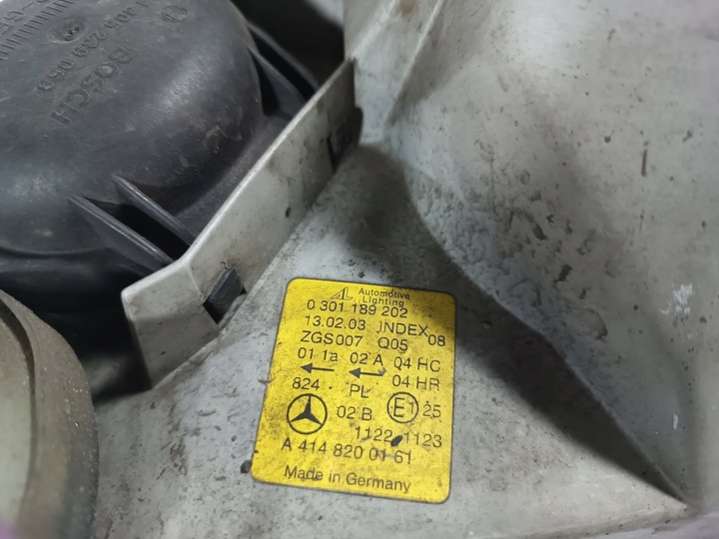 BOSCH
Automotive
Lighting
0 301 189 202
13.02.03 INDEX 08
ZGS007 Q05
01 1a 02 A 04 HC
04 HR
824 PL
02 B E1 25
1122 1123
A 414 820 01 61
Made in Germany